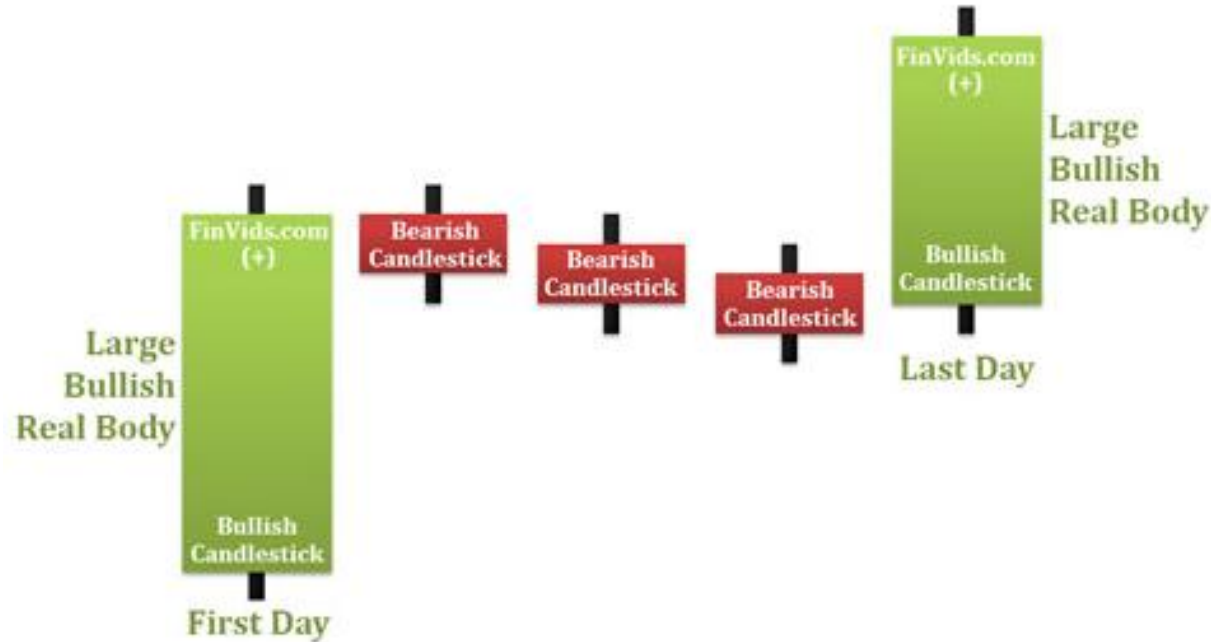 FinVids.com
(+)
Large
Bullish
Real Body
Bullish
Candlestick
First Day
Bearish
Candlestick
Bearish
Candlestick
Bearish
Candlestick
FinVids.com
(+)
Large
Bullish
Real Body
Bullish
Candlestick
Last Day